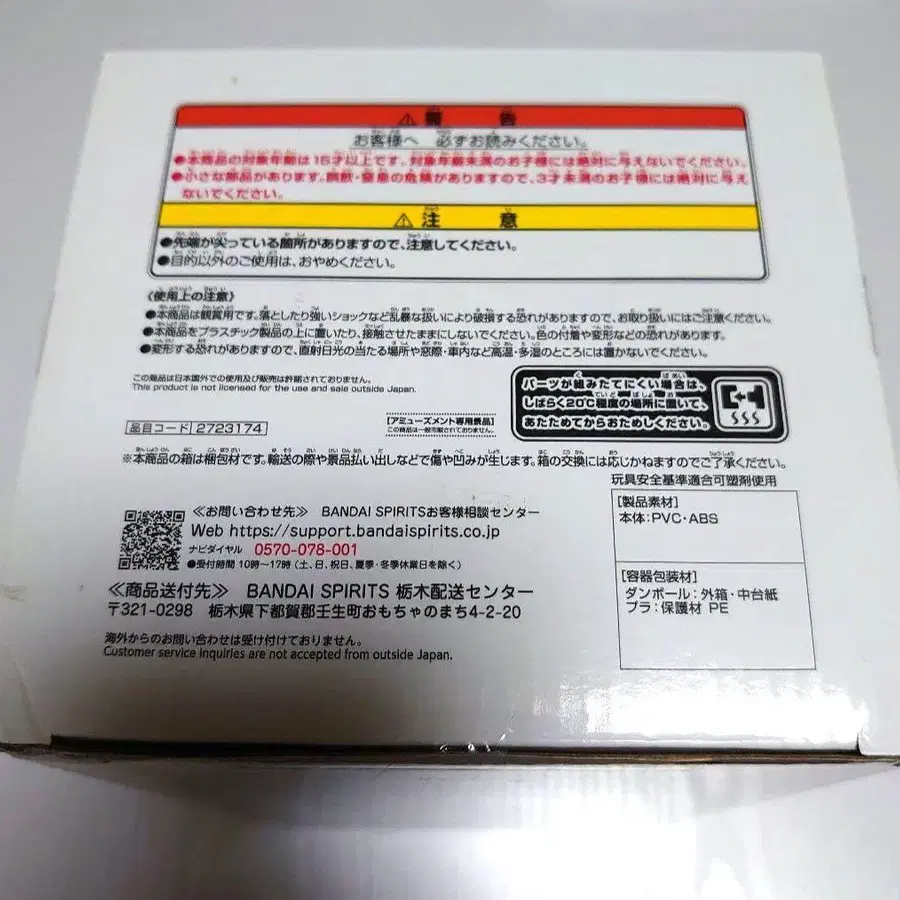 ⚠警告
お客様へ 必ずお読みください。
●本商品の対象年齢は15才以上です。対象年齢未満のお子様には絶対に与えないでください。
●小さな部品があります。誤飲・窒息の危険がありますので、3才未満のお子様には絶対に与え
ないでください。
⚠注意
●先端が尖っている箇所がありますので、注意してください。
●目的以外のご使用は、おやめください。
《使用上の注意》
●本商品は観賞用です。落としたり強いショックなど乱暴な扱いにより破損する恐れがありますので、お取り扱いにはご注意ください。
●本商品をプラスチック製品の上に置いたり、接触させたままにしないでください。色の付着や変形などの恐れがあります。
●変形する恐れがありますので、直射日光の当たる場所や窓際・車内など高温・多湿のところには置かないでください。
この商品は日本国外での使用及び販売は許諾されておりません。
This product is not licensed for the use and sale outside Japan.
パーツが組みたてにくい場合は、
しばらく20℃程度の場所に置いて、
あたためてからおためしください。
品目コード 2723174
[アミューズメント専用景品]
この商品は一般市販されておりません。
※本商品の箱は梱包材です。輸送の際や景品払い出しなどで傷や凹みが生じます。箱の交換には応じかねますのでご了承ください。
玩具安全基準適合可塑剤使用
[製品素材]
本体:PVC・ABS
[容器包装材]
ダンボール:外箱・中台紙
プラ:保護材 PE
≪お問い合わせ先≫ BANDAI SPIRITSお客様相談センター
Web https://support.bandaispirits.co.jp
ナビダイヤル 0570-078-001
●受付時間 10時〜17時(土、日、祝日、夏季・冬季休業日を除く)
≪商品送付先≫ BANDAI SPIRITS 栃木配送センター
〒321-0298 栃木県下都賀郡壬生町おもちゃのまち4-2-20
海外からのお問い合わせは受け付けておりません。
Customer service inquiries are not accepted from outside Japan.